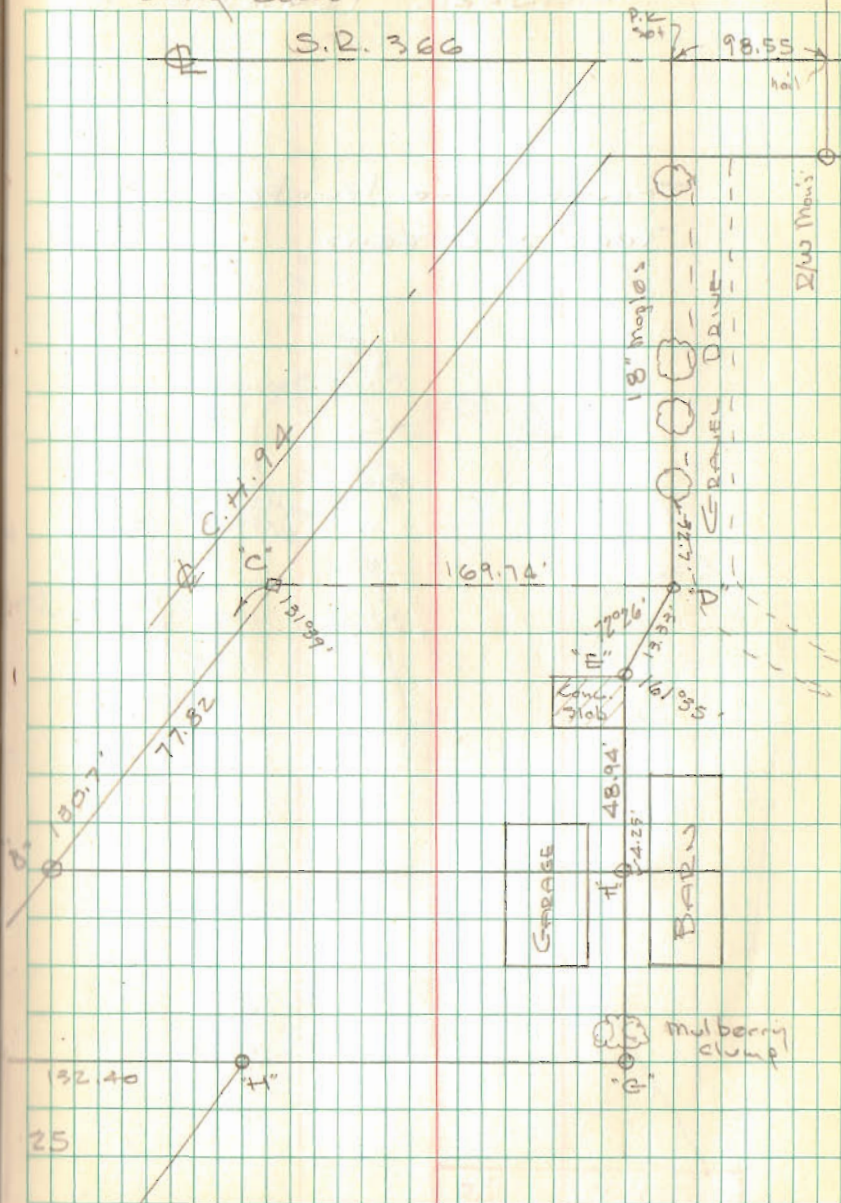 S.R. 366
P.K. set
98.55
nail
R/W Mon's
18" Maples
GRAVEL DRIVE
C.H. 94
"C"
169.74'
4.26
"D"
131°39'
72°26'
13.33'
"E"
161°35'
Conc. Slab
77.82
130.7'
48.94'
"B"
GARAGE
4.25'
"F"
BARN
Mulberry
clump
132.40
"H"
"G"
25